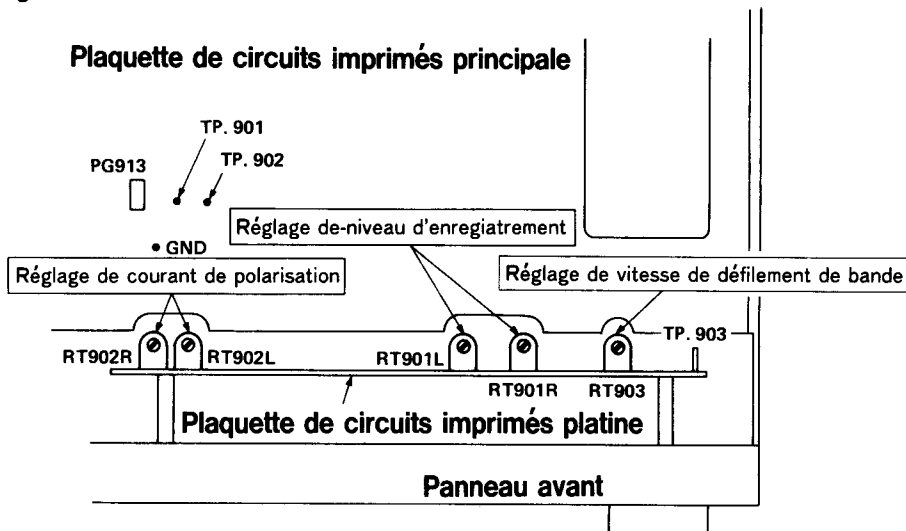 Plaquette de circuits imprimés principale
TP. 901
TP. 902
PG913
GND
Réglage de-niveau d'enregiatrement
Réglage de courant de polarisation
Réglage de vitesse de défilement de bande
TP. 903
RT902R
RT902L
RT901L
RT901R
RT903
Plaquette de circuits imprimés platine
Panneau avant